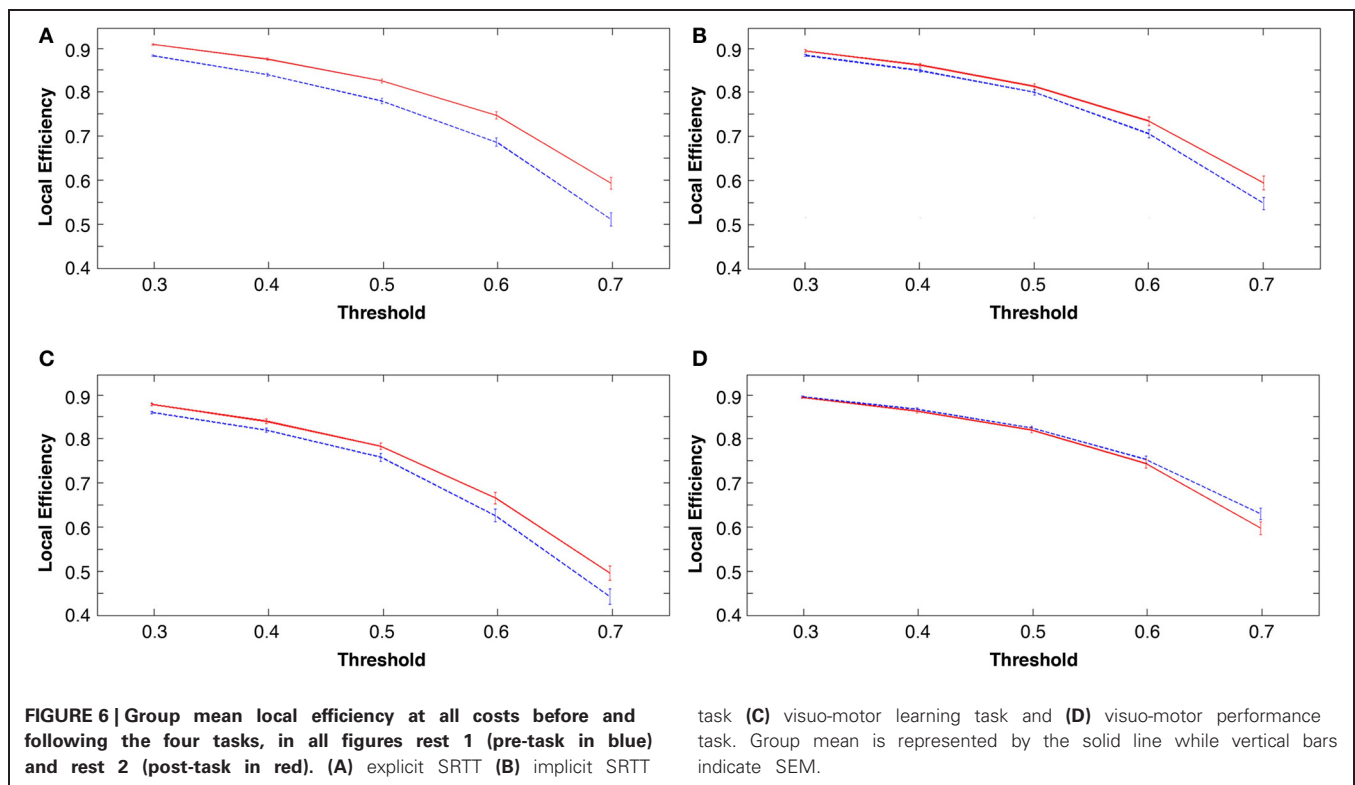 A
0.9
0.8
0.7
0.6
0.5
0.4
Local Efficiency
0.3 0.4 0.5 0.6 0.7
Threshold
B
0.9
0.8
0.7
0.6
0.5
0.4
Local Efficiency
0.3 0.4 0.5 0.6 0.7
Threshold
C
0.9
0.8
0.7
0.6
0.5
0.4
Local Efficiency
0.3 0.4 0.5 0.6 0.7
Threshold
D
0.9
0.8
0.7
0.6
0.5
0.4
Local Efficiency
0.3 0.4 0.5 0.6 0.7
Threshold
FIGURE 6 | Group mean local efficiency at all costs before and
following the four tasks, in all figures rest 1 (pre-task in blue)
and rest 2 (post-task in red). (A) explicit SRTT (B) implicit SRTT
task (C) visuo-motor learning task and (D) visuo-motor performance
task. Group mean is represented by the solid line while vertical bars
indicate SEM.